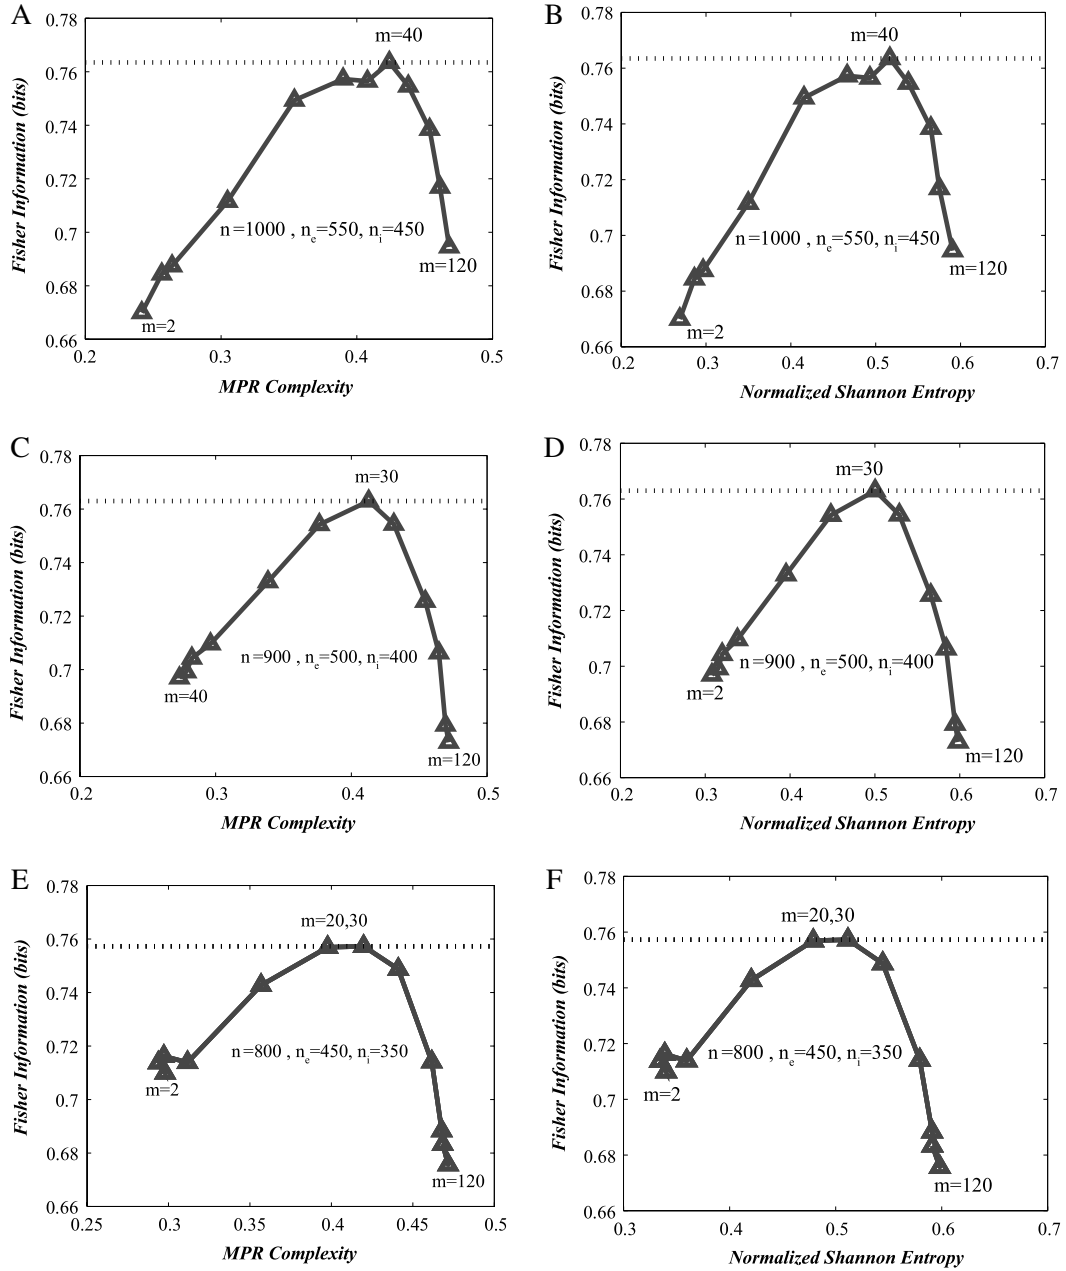 A
0.78
0.76
0.74
0.72
0.7
0.68
0.66
Fisher Information (bits)
m=40
n=1000 , ne=550, ni=450
m=120
m=2
0.2 0.3 0.4 0.5
MPR Complexity
B
0.78
0.76
0.74
0.72
0.7
0.68
0.66
Fisher Information (bits)
m=40
n=1000 , ne=550, ni=450
m=120
m=2
0.2 0.3 0.4 0.5 0.6 0.7
Normalized Shannon Entropy
C
0.78
0.76
0.74
0.72
0.7
0.68
0.66
Fisher Information (bits)
m=30
n=900 , ne=500, ni=400
m=40
m=120
0.2 0.3 0.4 0.5
MPR Complexity
D
0.78
0.76
0.74
0.72
0.7
0.68
0.66
Fisher Information (bits)
m=30
n=900 , ne=500, ni=400
m=2
m=120
0.2 0.3 0.4 0.5 0.6 0.7
Normalized Shannon Entropy
E
0.78
0.76
0.74
0.72
0.7
0.68
0.66
Fisher Information (bits)
m=20,30
n=800 , ne=450, ni=350
m=2
m=120
0.25 0.3 0.35 0.4 0.45 0.5
MPR Complexity
F
0.78
0.76
0.74
0.72
0.7
0.68
0.66
Fisher Information (bits)
m=20,30
n=800 , ne=450, ni=350
m=2
m=120
0.3 0.4 0.5 0.6 0.7
Normalized Shannon Entropy